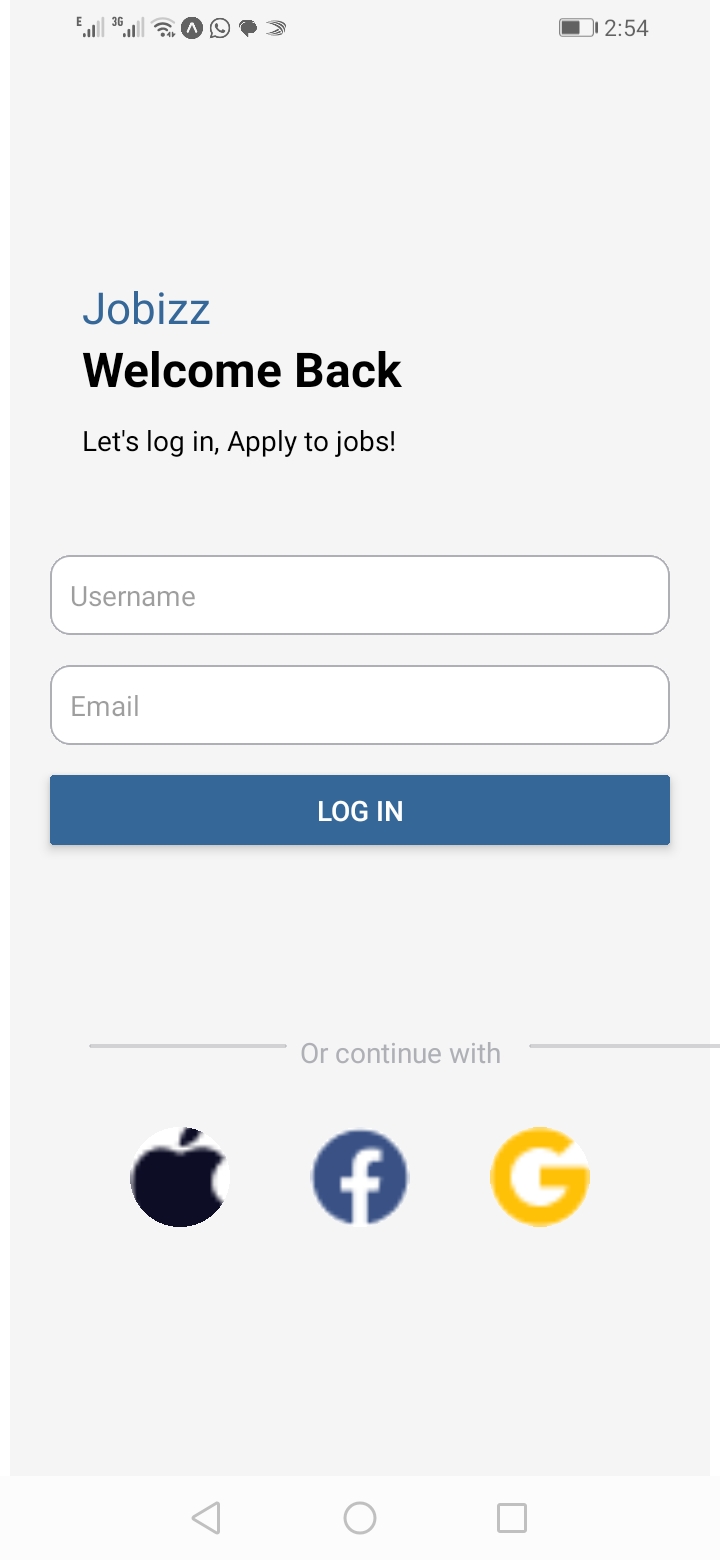 E 3G 2:54
Jobizz
Welcome Back
Let's log in, Apply to jobs!
Username
Email
LOG IN
Or continue with